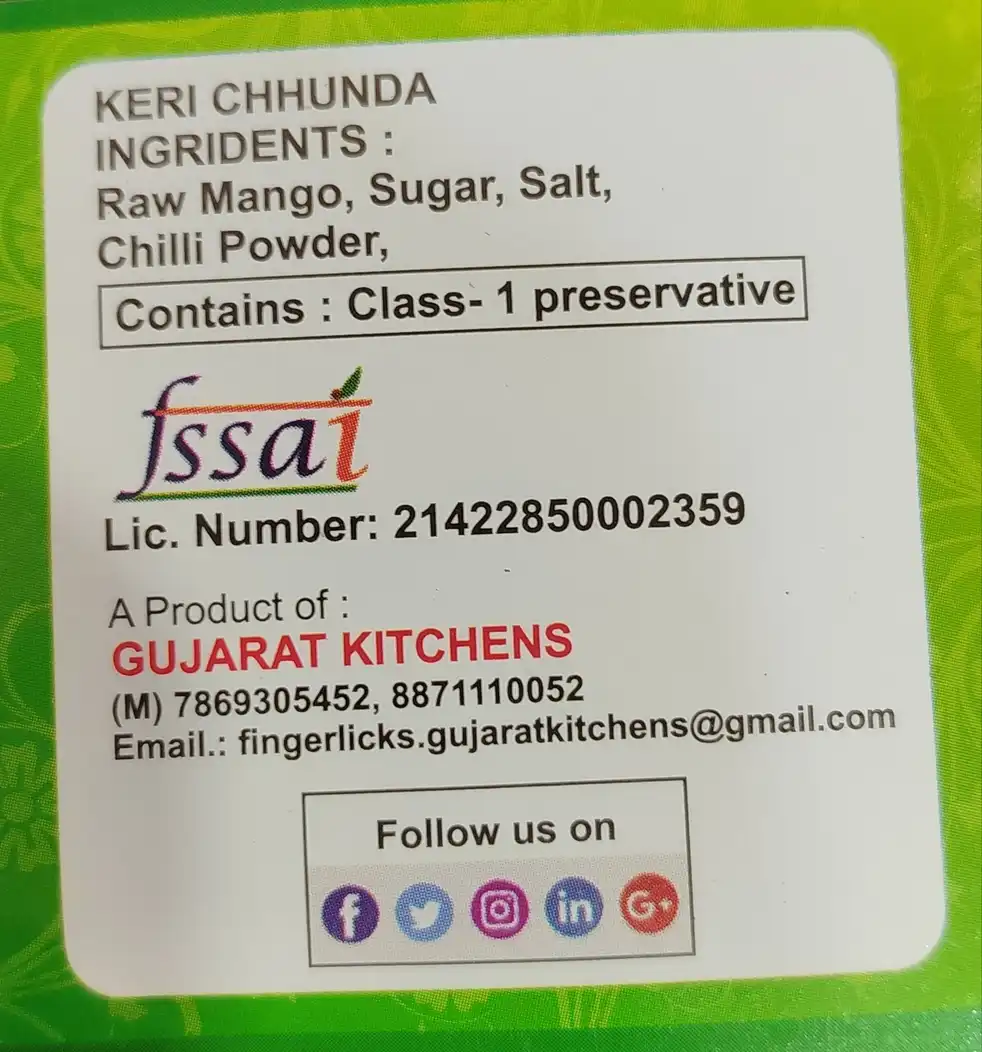 KERI CHHUNDA
INGRIDENTS :
Raw Mango, Sugar, Salt,
Chilli Powder,
Contains : Class- 1 preservative
fssai
Lic. Number: 21422850002359
A Product of :
GUJARAT KITCHENS
(M) 7869305452, 8871110052
Email.: fingerlicks.gujaratkitchens@gmail.com
Follow us on
f in G+